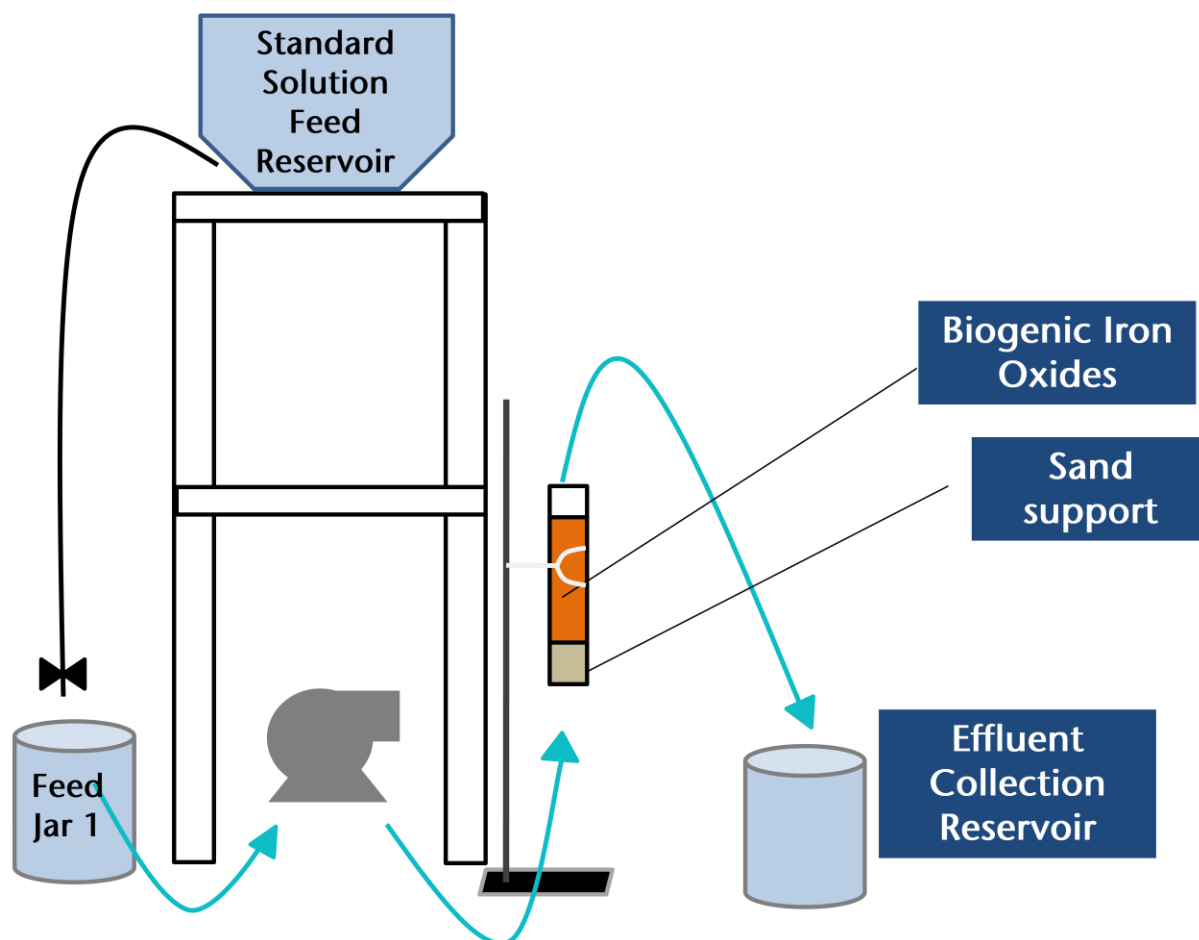 Standard
Solution
Feed
Reservoir
Biogenic Iron
Oxides
Sand
support
Feed
Jar 1
Effluent
Collection
Reservoir